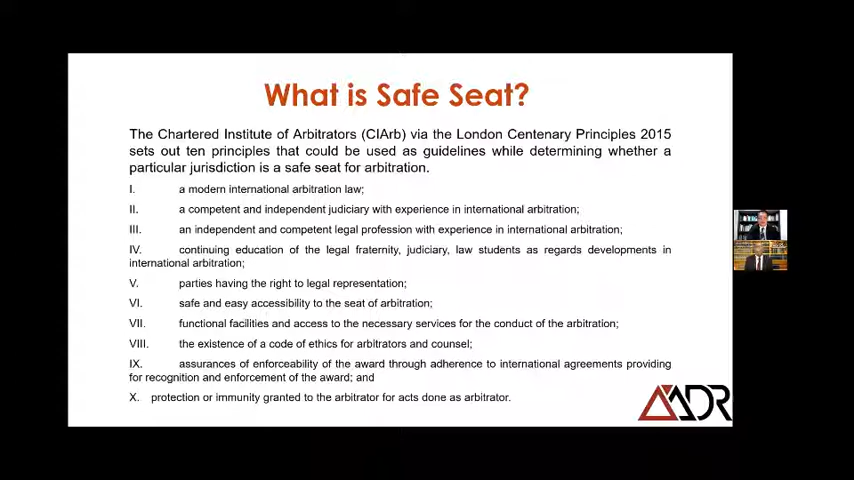 What is Safe Seat?
The Chartered Institute of Arbitrators (CIArb) via the London Centenary Principles 2015
sets out ten principles that could be used as guidelines while determining whether a
particular jurisdiction is a safe seat for arbitration.
I. a modern international arbitration law;
II. a competent and independent judiciary with experience in international arbitration;
III. an independent and competent legal profession with experience in international arbitration;
IV. continuing education of the legal fraternity, judiciary, law students as regards developments in
international arbitration;
V. parties having the right to legal representation;
VI. safe and easy accessibility to the seat of arbitration;
VII. functional facilities and access to the necessary services for the conduct of the arbitration;
VIII. the existence of a code of ethics for arbitrators and counsel;
IX. assurances of enforceability of the award through adherence to international agreements providing
for recognition and enforcement of the award; and
X. protection or immunity granted to the arbitrator for acts done as arbitrator.
AADR